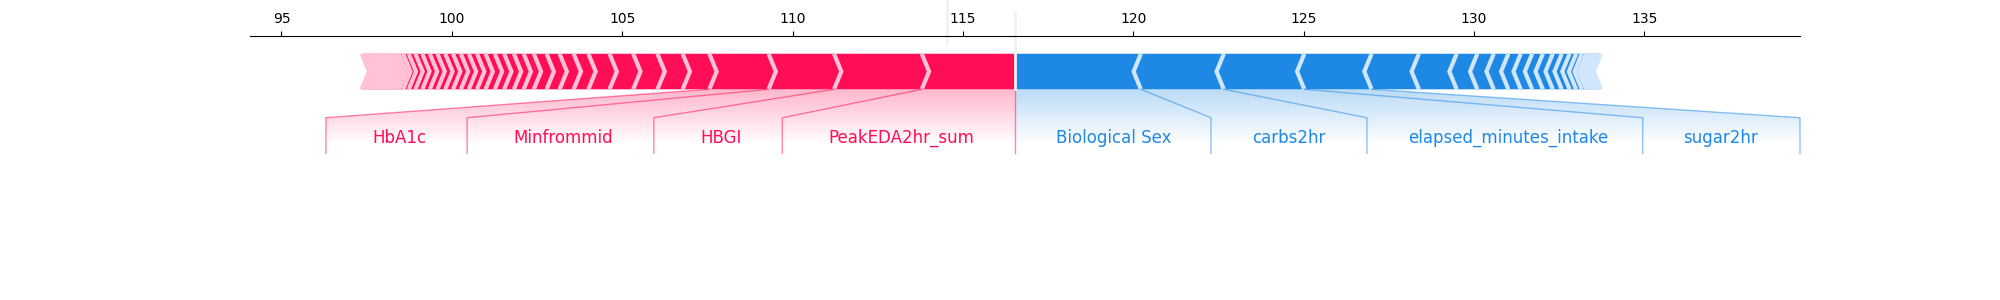 95 100 105 110 115 120 125 130 135
HbA1c Minfrommid HBGI PeakEDA2hr_sum Biological Sex carbs2hr elapsed_minutes_intake sugar2hr